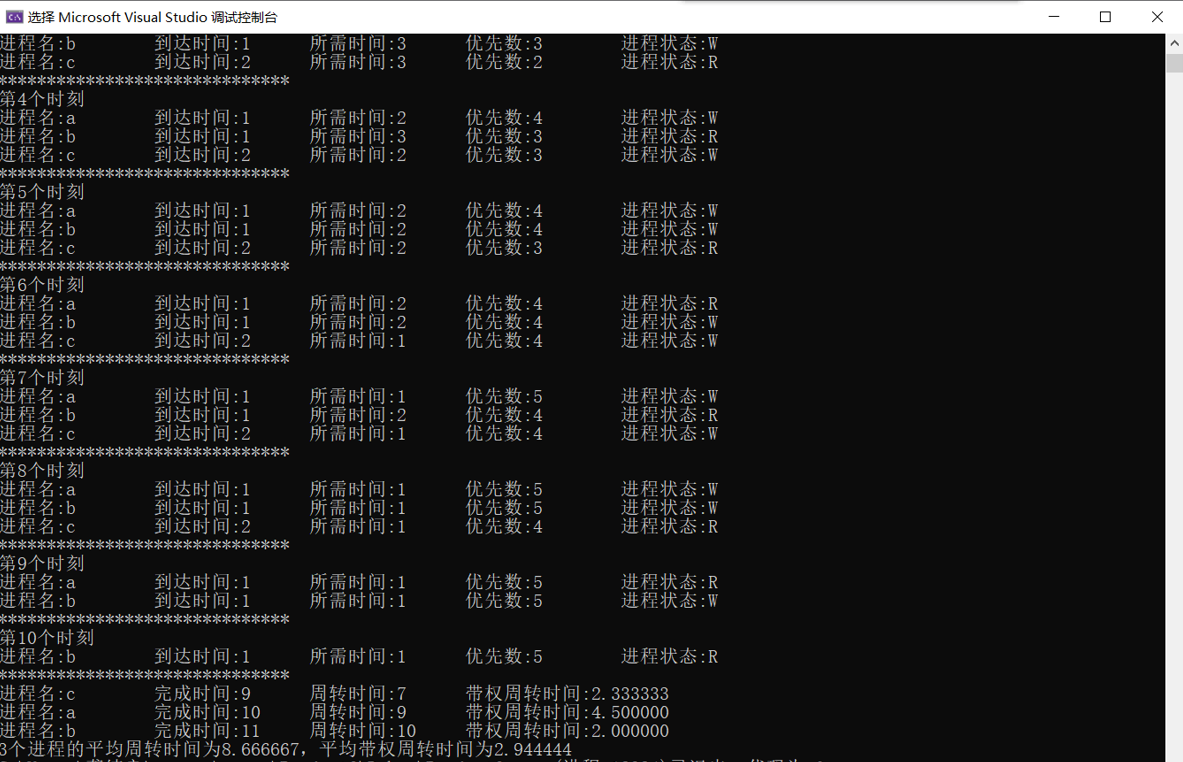 选择 Microsoft Visual Studio 调试控制台
进程名:b 到达时间:1 所需时间:3 优先数:3 进程状态:W
进程名:c 到达时间:2 所需时间:3 优先数:2 进程状态:R
******************************
第4个时刻
进程名:a 到达时间:1 所需时间:2 优先数:4 进程状态:W
进程名:b 到达时间:1 所需时间:3 优先数:3 进程状态:R
进程名:c 到达时间:2 所需时间:2 优先数:3 进程状态:W
******************************
第5个时刻
进程名:a 到达时间:1 所需时间:2 优先数:4 进程状态:W
进程名:b 到达时间:1 所需时间:2 优先数:4 进程状态:W
进程名:c 到达时间:2 所需时间:2 优先数:3 进程状态:R
******************************
第6个时刻
进程名:a 到达时间:1 所需时间:2 优先数:4 进程状态:R
进程名:b 到达时间:1 所需时间:2 优先数:4 进程状态:W
进程名:c 到达时间:2 所需时间:1 优先数:4 进程状态:W
******************************
第7个时刻
进程名:a 到达时间:1 所需时间:1 优先数:5 进程状态:W
进程名:b 到达时间:1 所需时间:2 优先数:4 进程状态:R
进程名:c 到达时间:2 所需时间:1 优先数:4 进程状态:W
******************************
第8个时刻
进程名:a 到达时间:1 所需时间:1 优先数:5 进程状态:W
进程名:b 到达时间:1 所需时间:1 优先数:5 进程状态:W
进程名:c 到达时间:2 所需时间:1 优先数:4 进程状态:R
******************************
第9个时刻
进程名:a 到达时间:1 所需时间:1 优先数:5 进程状态:R
进程名:b 到达时间:1 所需时间:1 优先数:5 进程状态:W
******************************
第10个时刻
进程名:b 到达时间:1 所需时间:1 优先数:5 进程状态:R
******************************
进程名:c 完成时间:9 周转时间:7 带权周转时间:2.333333
进程名:a 完成时间:10 周转时间:9 带权周转时间:4.500000
进程名:b 完成时间:11 周转时间:10 带权周转时间:2.000000
3个进程的平均周转时间为8.666667，平均带权周转时间为2.944444